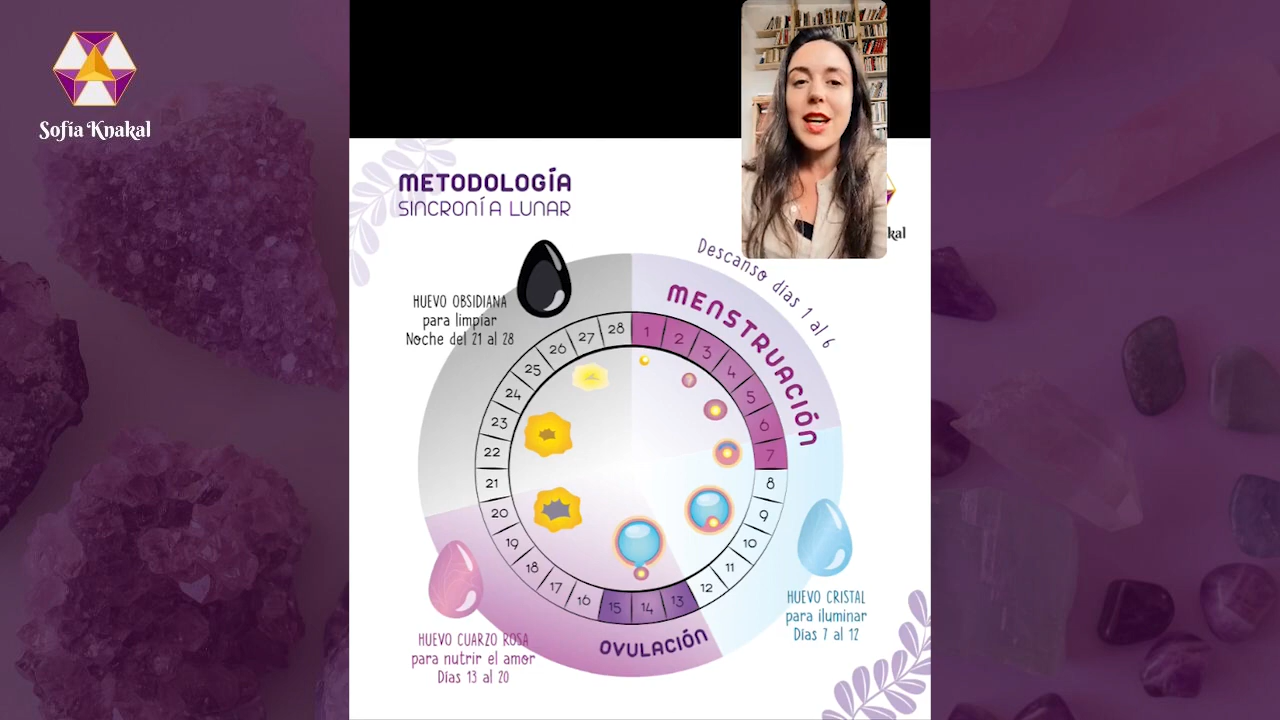 Sofía Knakal
METODOLOGÍA
SINCRONÍA LUNAR
kal
Descanso días 1 al 6
MENSTRUACIÓN
HUEVO OBSIDIANA
para limpiar
Noche del 21 al 28
1
2
3
4
5
6
7
8
9
10
11
12
13
14
15
16
17
18
19
20
21
22
23
24
25
26
27
28
HUEVO CRISTAL
para iluminar
Días 7 al 12
OVULACIÓN
HUEVO CUARZO ROSA
para nutrir el amor
Días 13 al 20